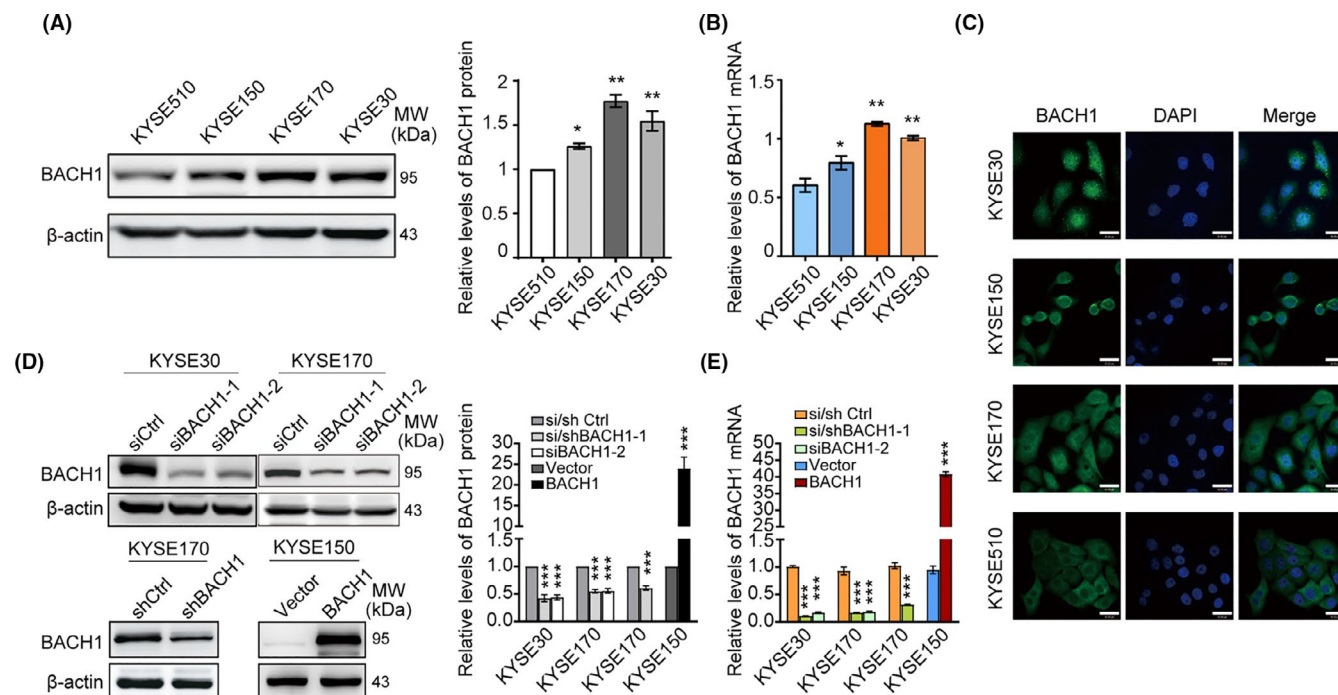 (A)
KYSE510
KYSE150
KYSE170
KYSE30
MW
(kDa)
BACH1
95
β-actin
43
Relative levels of BACH1 protein
2
1.5
1
0.5
0
*
**
**
KYSE510
KYSE150
KYSE170
KYSE30
(B)
Relative levels of BACH1 mRNA
1.5
1
0.5
0
*
**
**
KYSE510
KYSE150
KYSE170
KYSE30
(C)
BACH1
DAPI
Merge
KYSE30
KYSE150
KYSE170
KYSE510
(D)
KYSE30
KYSE170
siCtrl
siBACH1-1
siBACH1-2
siCtrl
siBACH1-1
siBACH1-2
MW
(kDa)
BACH1
95
β-actin
43
KYSE170
KYSE150
shCtrl
shBACH1
Vector
BACH1
MW
(kDa)
BACH1
95
β-actin
43
Relative levels of BACH1 protein
si/sh Ctrl
si/shBACH1-1
siBACH1-2
Vector
BACH1
30
25
20
15
10
1.0
0.5
0.0
***
***
***
***
***
***
KYSE30
KYSE170
KYSE170
KYSE150
(E)
Relative levels of BACH1 mRNA
si/sh Ctrl
si/shBACH1-1
siBACH1-2
Vector
BACH1
50
45
40
35
30
25
1.0
0.5
0.0
***
***
***
***
***
***
KYSE30
KYSE170
KYSE170
KYSE150